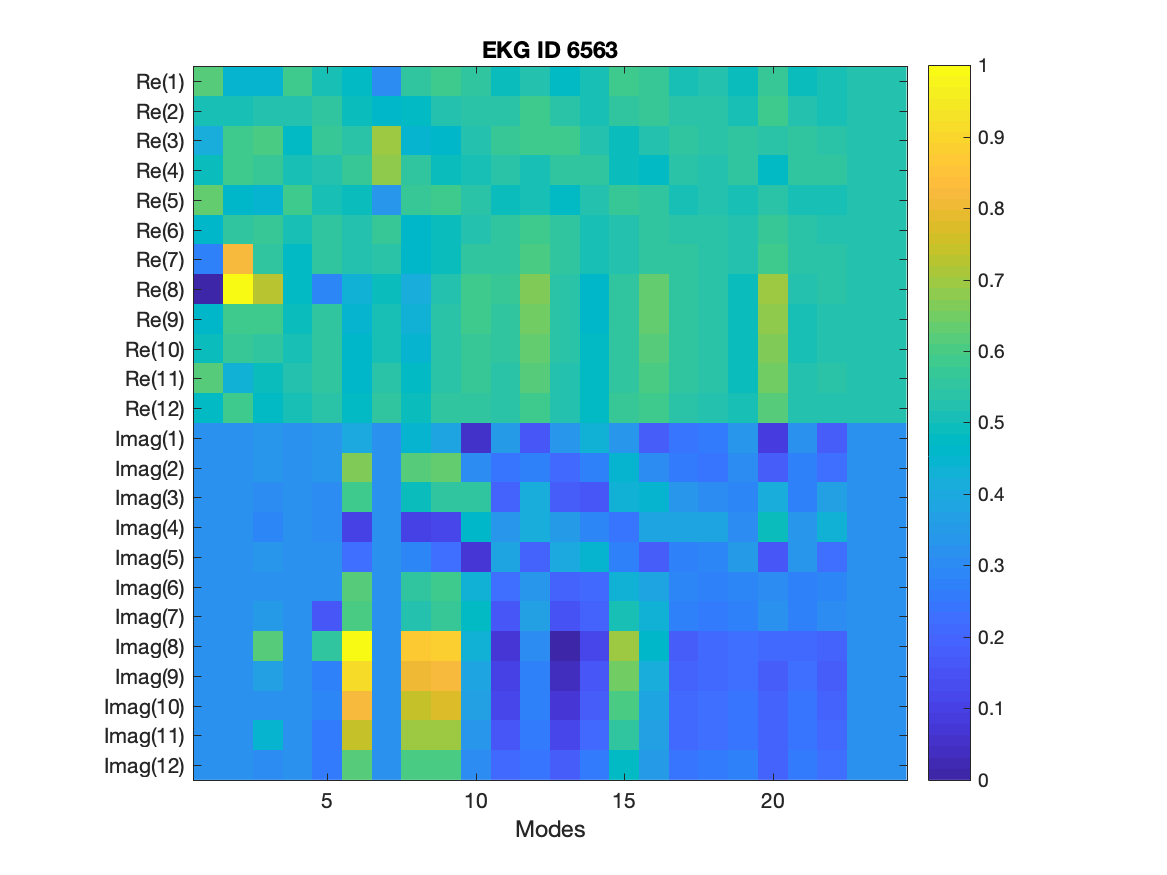 EKG ID 6563
Re(1)
Re(2)
Re(3)
Re(4)
Re(5)
Re(6)
Re(7)
Re(8)
Re(9)
Re(10)
Re(11)
Re(12)
Imag(1)
Imag(2)
Imag(3)
Imag(4)
Imag(5)
Imag(6)
Imag(7)
Imag(8)
Imag(9)
Imag(10)
Imag(11)
Imag(12)
5 10 15 20
Modes
1
0.9
0.8
0.7
0.6
0.5
0.4
0.3
0.2
0.1
0